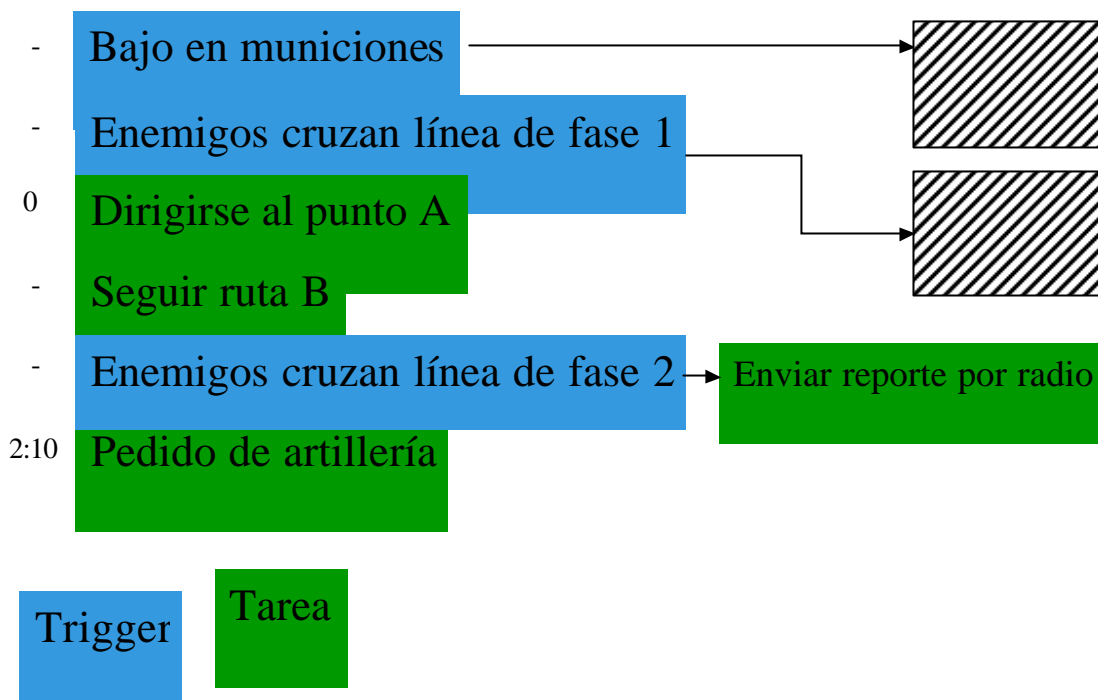 - Bajo en municiones
- Enemigos cruzan línea de fase 1
0 Dirigirse al punto A
- Seguir ruta B
- Enemigos cruzan línea de fase 2 Enviar reporte por radio
2:10 Pedido de artillería
Trigger Tarea